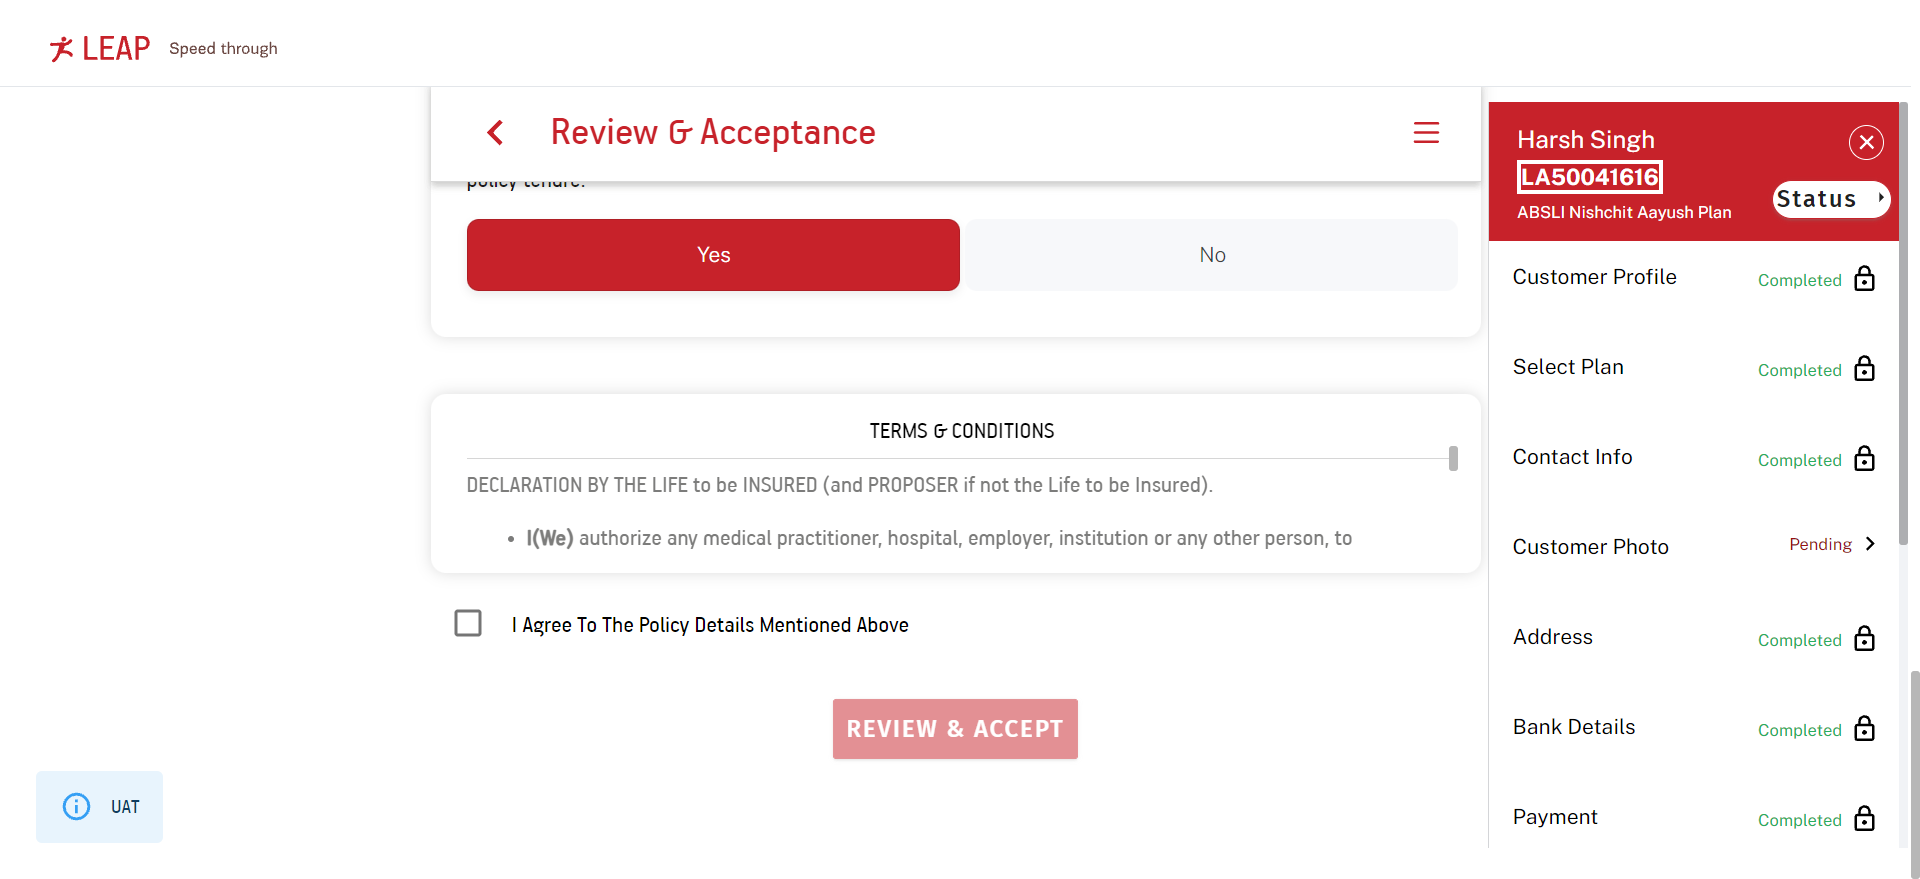 LEAP Speed through
Review & Acceptance
policy tenure.
Yes
No
TERMS & CONDITIONS
DECLARATION BY THE LIFE to be INSURED (and PROPOSER if not the Life to be Insured).
• I(We) authorize any medical practitioner, hospital, employer, institution or any other person, to
I Agree To The Policy Details Mentioned Above
REVIEW & ACCEPT
UAT
Harsh Singh
LA50041616
ABSLI Nishchit Aayush Plan
Status
Customer Profile Completed
Select Plan Completed
Contact Info Completed
Customer Photo Pending
Address Completed
Bank Details Completed
Payment Completed